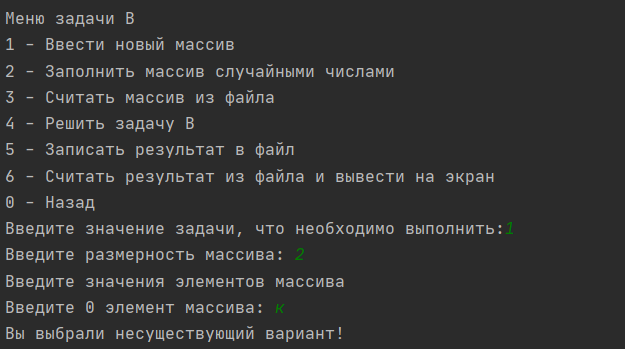 Меню задачи В
1 - Ввести новый массив
2 - Заполнить массив случайными числами
3 - Считать массив из файла
4 - Решить задачу В
5 - Записать результат в файл
6 - Считать результат из файла и вывести на экран
0 - Назад
Введите значение задачи, что необходимо выполнить:1
Введите размерность массива: 2
Введите значения элементов массива
Введите 0 элемент массива: к
Вы выбрали несуществующий вариант!